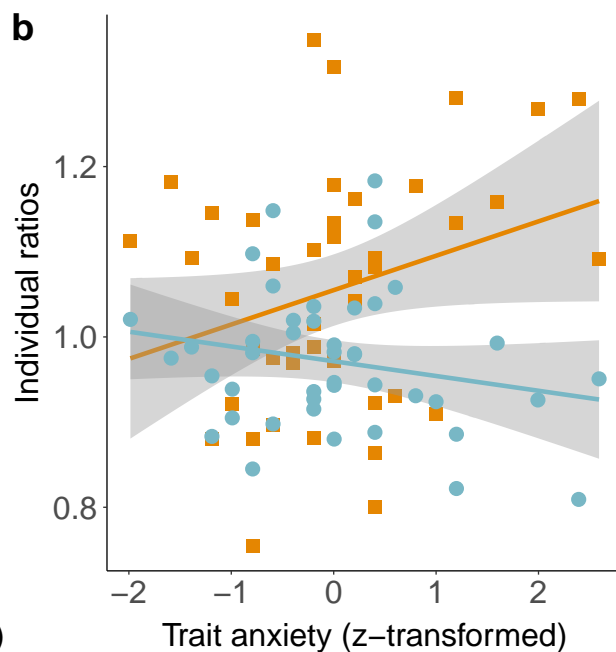 b
Individual ratios
1.2
1.0
0.8
−2 −1 0 1 2
)
Trait anxiety (z−transformed)